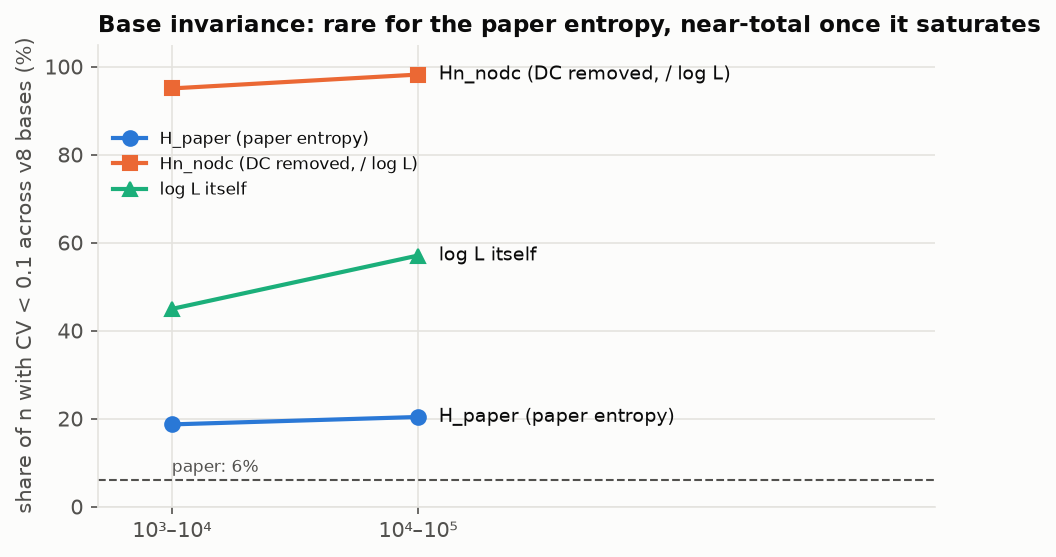 Base invariance: rare for the paper entropy, near-total once it saturates
share of n with CV < 0.1 across v8 bases (%)
100
80
60
40
20
0
Hn_nodc (DC removed, / log L)
H_paper (paper entropy)
Hn_nodc (DC removed, / log L)
log L itself
log L itself
H_paper (paper entropy)
paper: 6%
10³–10⁴
10⁴–10⁵